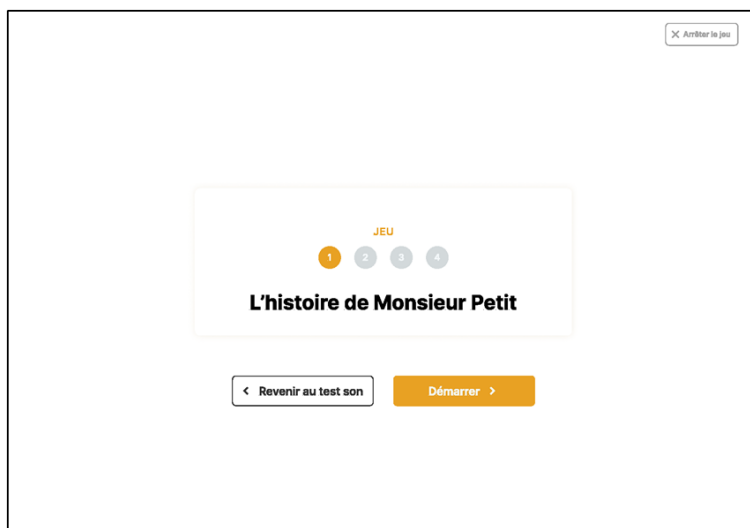 Arrêter le jeu
JEU
1 2 3 4
L'histoire de Monsieur Petit
Revenir au test son
Démarrer